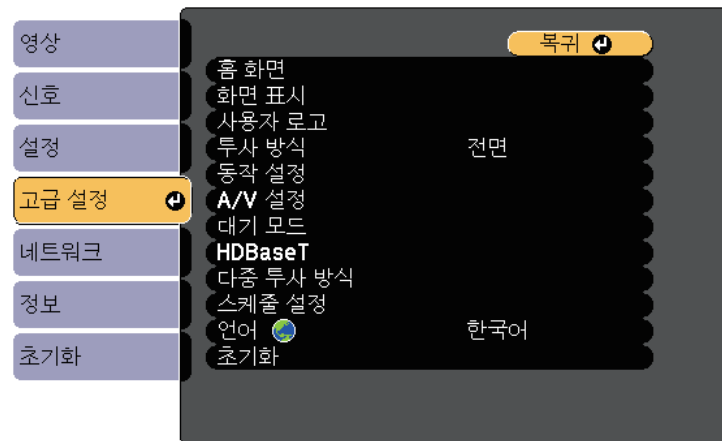 영상
신호
설정
고급 설정
네트워크
정보
초기화
복귀
홈 화면
화면 표시
사용자 로고
투사 방식 전면
동작 설정
A/V 설정
대기 모드
HDBaseT
다중 투사 방식
스케줄 설정
언어 한국어
초기화